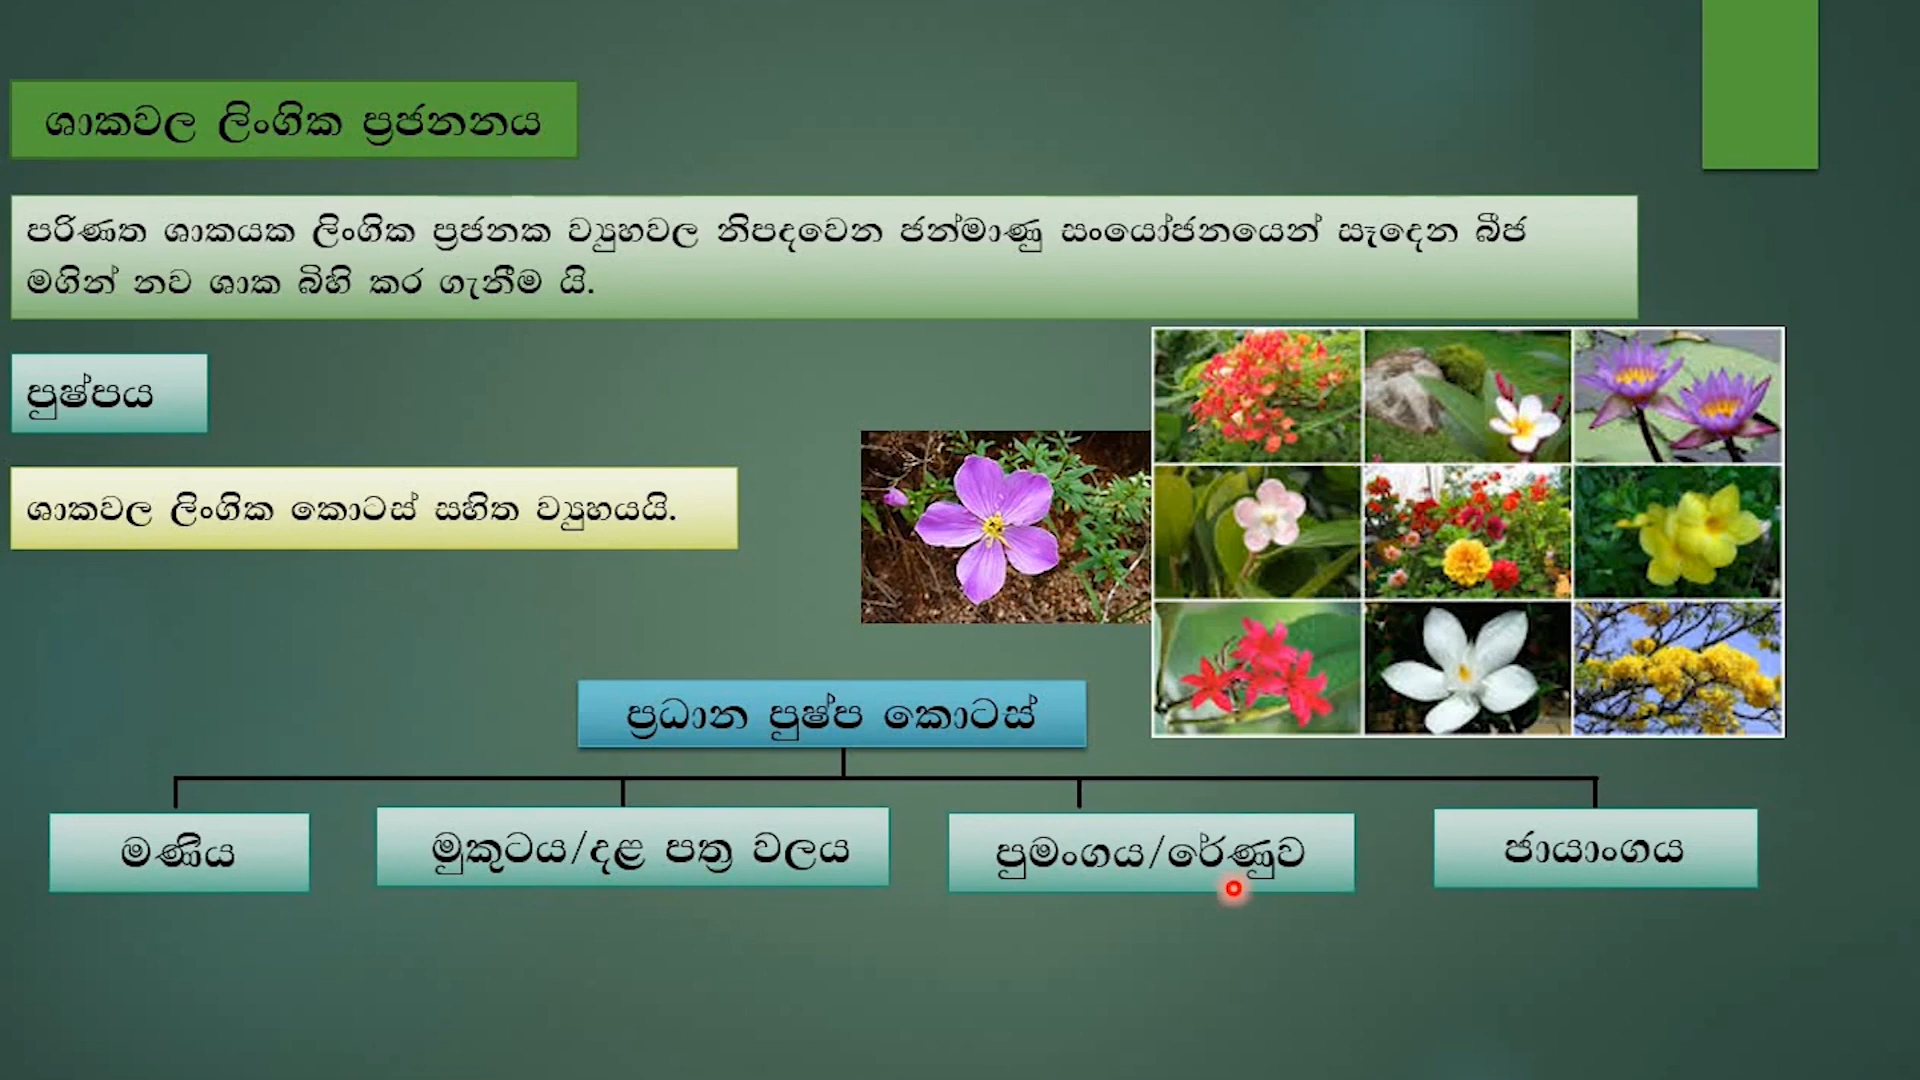 ශාකවල ලිංගික ප්‍රජනනය
පරිණත ශාකයක ලිංගික ප්‍රජනක ව්‍යුහවල නිපදවෙන ජන්මාණු සංයෝජනයෙන් සෑදෙන බීජ
මගින් නව ශාක බිහි කර ගැනීම යි.
පුෂ්පය
ශාකවල ලිංගික කොටස් සහිත ව්‍යුහයයි.
ප්‍රධාන පුෂ්ප කොටස්
මණිය
මුකුටය/දළ පත්‍ර වලය
පුමංගය/රේණුව
ජායාංගය